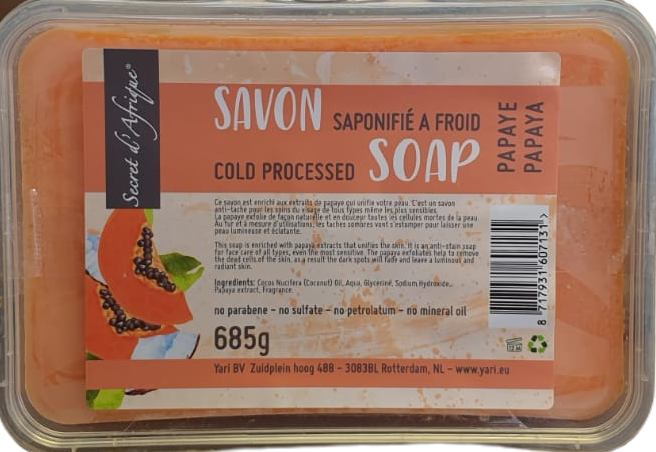 Secret d'Afrique®
SAVON SAPONIFIÉ A FROID
COLD PROCESSED SOAP
PAPAYE
PAPAYA
Ce savon est enrichi aux extraits de papaye qui unifie votre peau. C'est un savon
anti-tache pour les soins du visage de tous types même les plus sensibles.
La papaye exfolie de façon naturelle et en douceur toutes les cellules mortes de la peau.
Au fur et à mesure d'utilisations, les taches sombres vont s'estamper pour laisser une
peau lumineuse et éclatante.
This soap is enriched with papaya extracts that unifies the skin. It is an anti-stain soap
for face care of all types, even the most sensitive. The papaya exfoliates help to remove
the dead cells of the skin, as a result the dark spots will fade and leave a luminous and
radiant skin.
Ingredients: Cocos Nucifera (Coconut) Oil, Aqua, Glycerine, Sodium Hydroxide,
Papaya extract, Fragrance.
no parabene - no sulfate - no petrolatum - no mineral oil
685g
8 717931 607131 >
Yari BV Zuidplein hoog 488 - 3083BL Rotterdam, NL - www.yari.eu